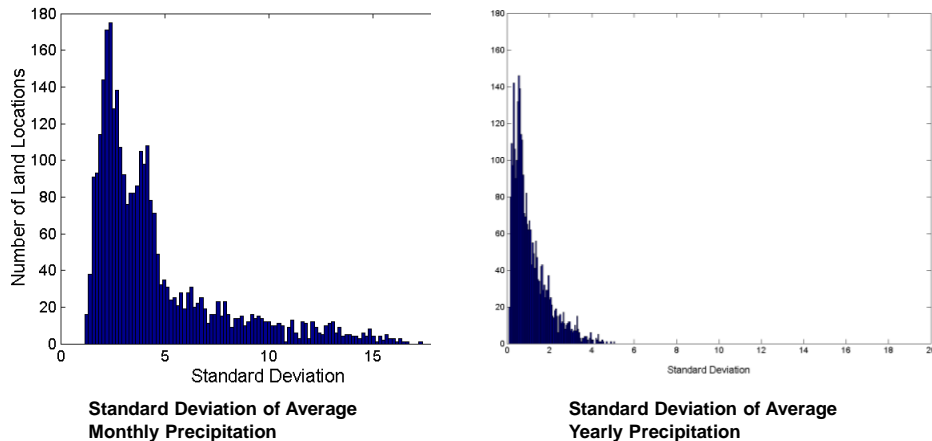 180
160
140
120
100
80
60
40
20
0
Number of Land Locations
0 5 10 15
Standard Deviation
Standard Deviation of Average
Monthly Precipitation
180
160
140
120
100
80
60
40
20
0
0 2 4 6 8 10 12 14 16 18 20
Standard Deviation
Standard Deviation of Average
Yearly Precipitation